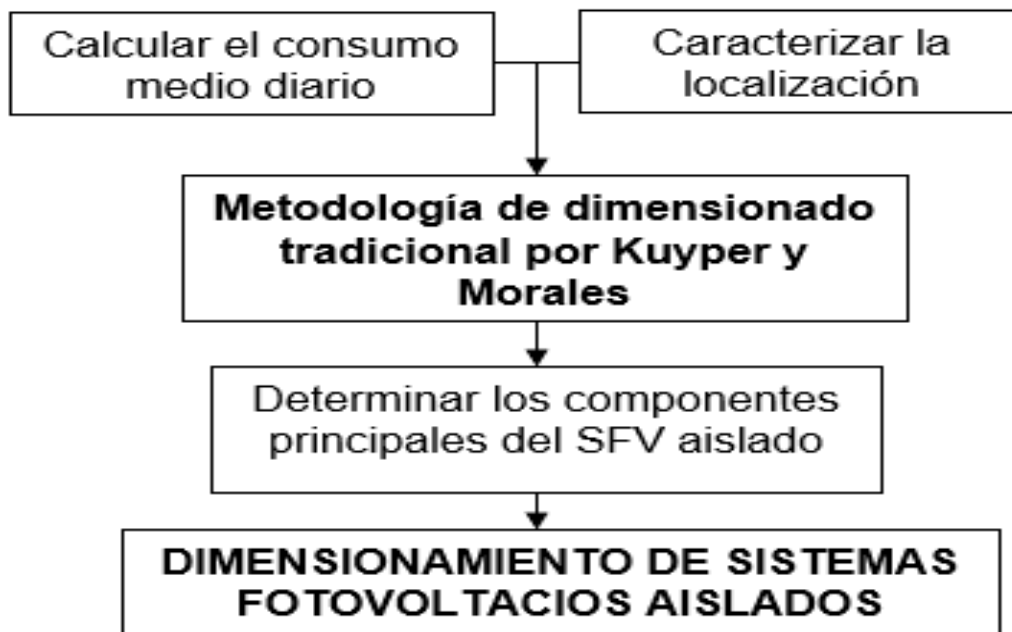 Calcular el consumo
medio diario
Caracterizar la
localización
Metodología de dimensionado
tradicional por Kuyper y
Morales
Determinar los componentes
principales del SFV aislado
DIMENSIONAMIENTO DE SISTEMAS
FOTOVOLTACIOS AISLADOS